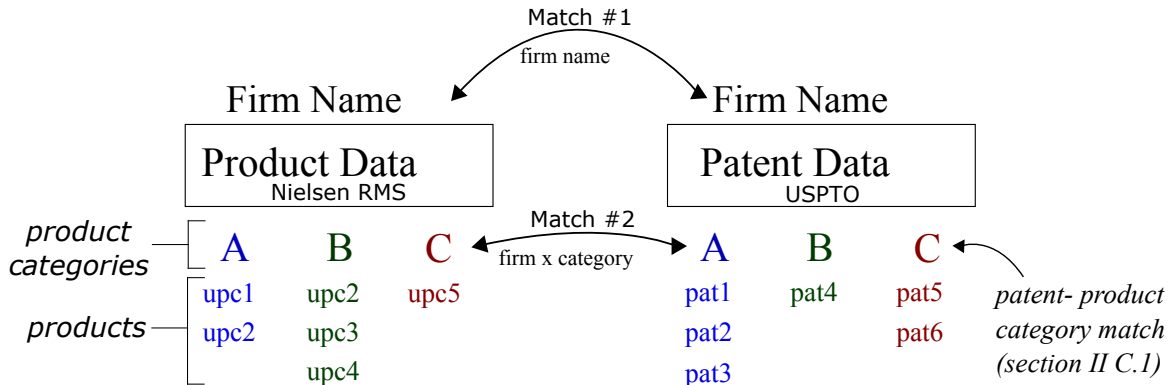 Match #1
firm name
Firm Name
Firm Name
Product Data
Nielsen RMS
Patent Data
USPTO
Match #2
firm x category
product
categories
A B C
A B C
products
upc1 upc2 upc5
upc2 upc3
upc4
pat1 pat4 pat5
pat2 pat6
pat3
patent- product
category match
(section II C.1)